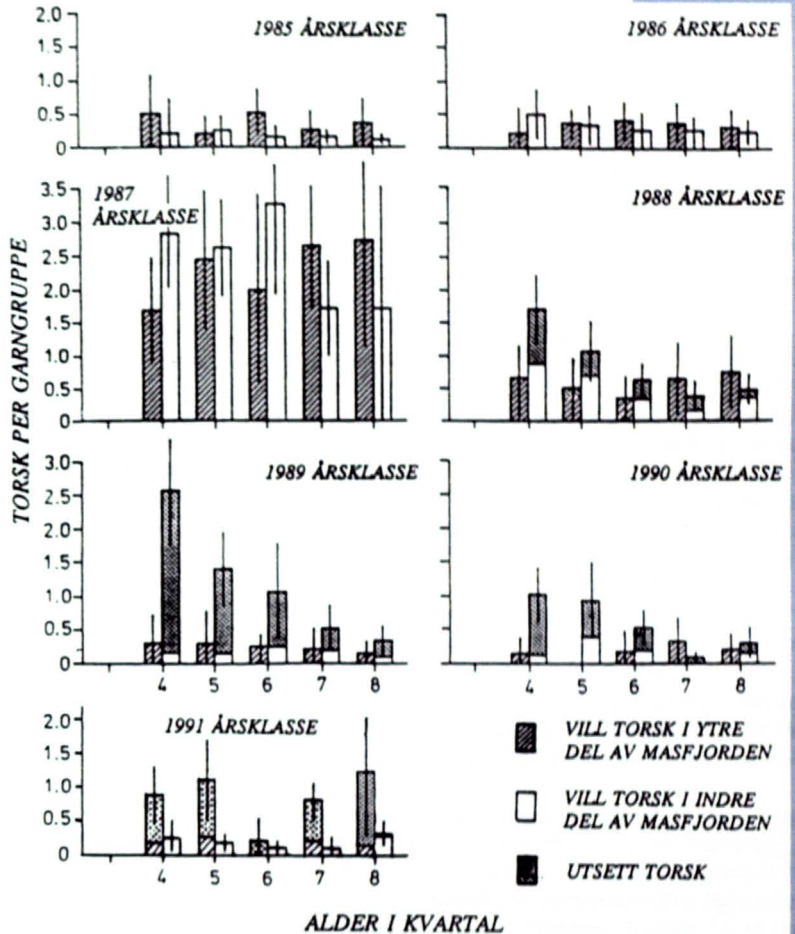 TORSK PER GARNGRUPPE
2.0
1.5
1.0
0.5
0
1985 ÅRSKLASSE
1986 ÅRSKLASSE
3.5
3.0
2.5
2.0
1.5
1.0
0.5
0
1987
ÅRSKLASSE
1988 ÅRSKLASSE
3.0
2.5
2.0
1.5
1.0
0.5
0
1989 ÅRSKLASSE
4 5 6 7 8
1990 ÅRSKLASSE
4 5 6 7 8
2.0
1.5
1.0
0.5
0
1991 ÅRSKLASSE
4 5 6 7 8
VILL TORSK I YTRE
DEL AV MASFJORDEN
VILL TORSK I INDRE
DEL AV MASFJORDEN
UTSETT TORSK
ALDER I KVARTAL